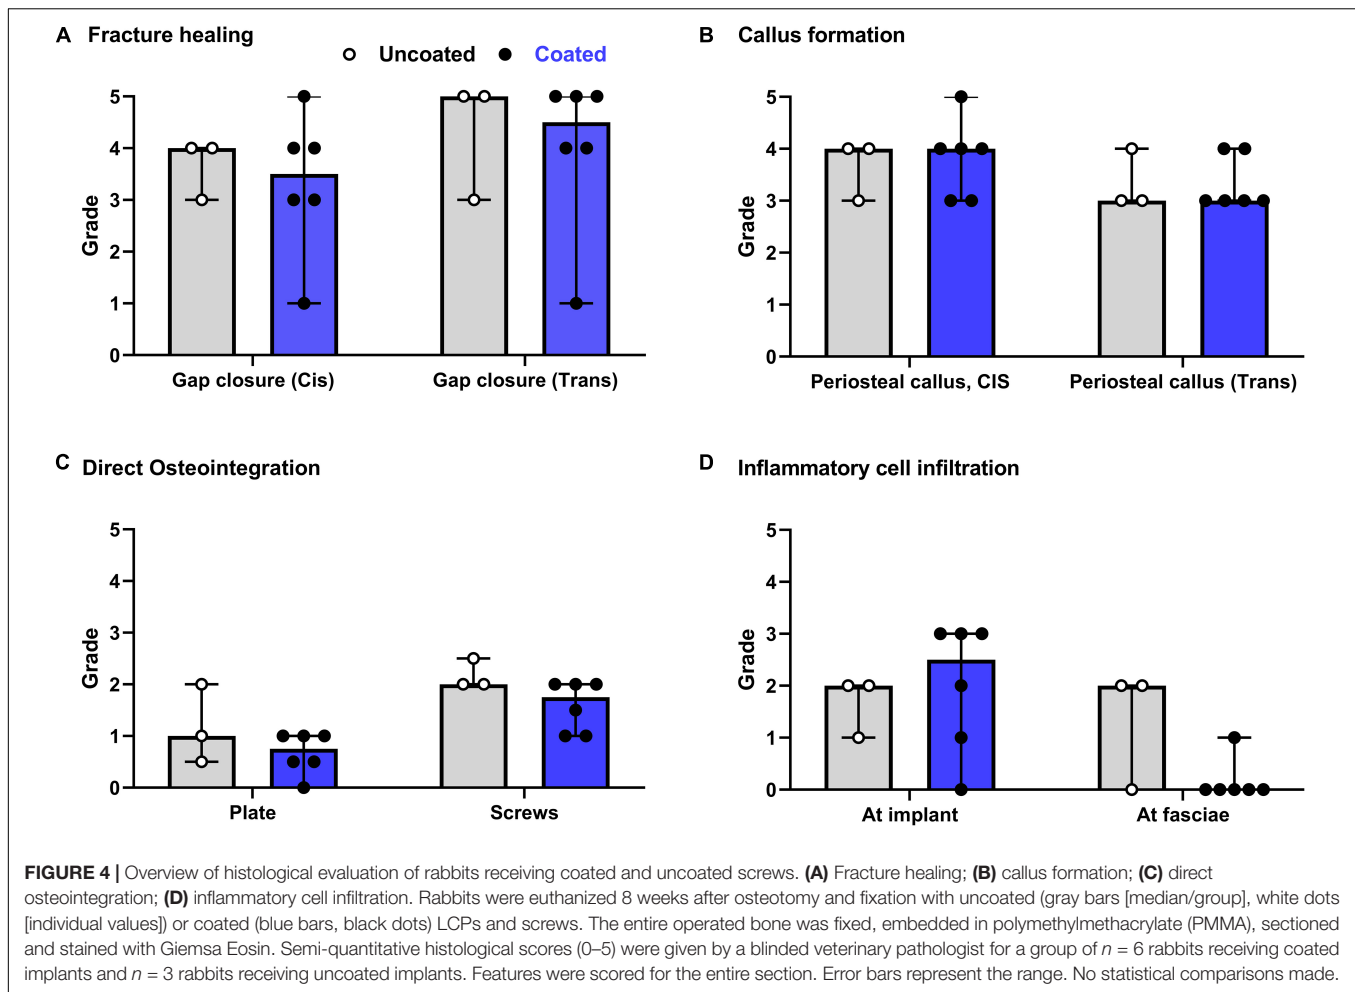 A Fracture healing
Uncoated Coated
5
4
3
2
1
0
Grade
Gap closure (Cis) Gap closure (Trans)
B Callus formation
5
4
3
2
1
0
Grade
Periosteal callus, CIS Periosteal callus (Trans)
C Direct Osteointegration
5
4
3
2
1
0
Grade
Plate Screws
D Inflammatory cell infiltration
5
4
3
2
1
0
Grade
At implant At fasciae
FIGURE 4 | Overview of histological evaluation of rabbits receiving coated and uncoated screws. (A) Fracture healing; (B) callus formation; (C) direct
osteointegration; (D) inflammatory cell infiltration. Rabbits were euthanized 8 weeks after osteotomy and fixation with uncoated (gray bars [median/group], white dots
[individual values]) or coated (blue bars, black dots) LCPs and screws. The entire operated bone was fixed, embedded in polymethylmethacrylate (PMMA), sectioned
and stained with Giemsa Eosin. Semi-quantitative histological scores (0–5) were given by a blinded veterinary pathologist for a group of n = 6 rabbits receiving coated
implants and n = 3 rabbits receiving uncoated implants. Features were scored for the entire section. Error bars represent the range. No statistical comparisons made.